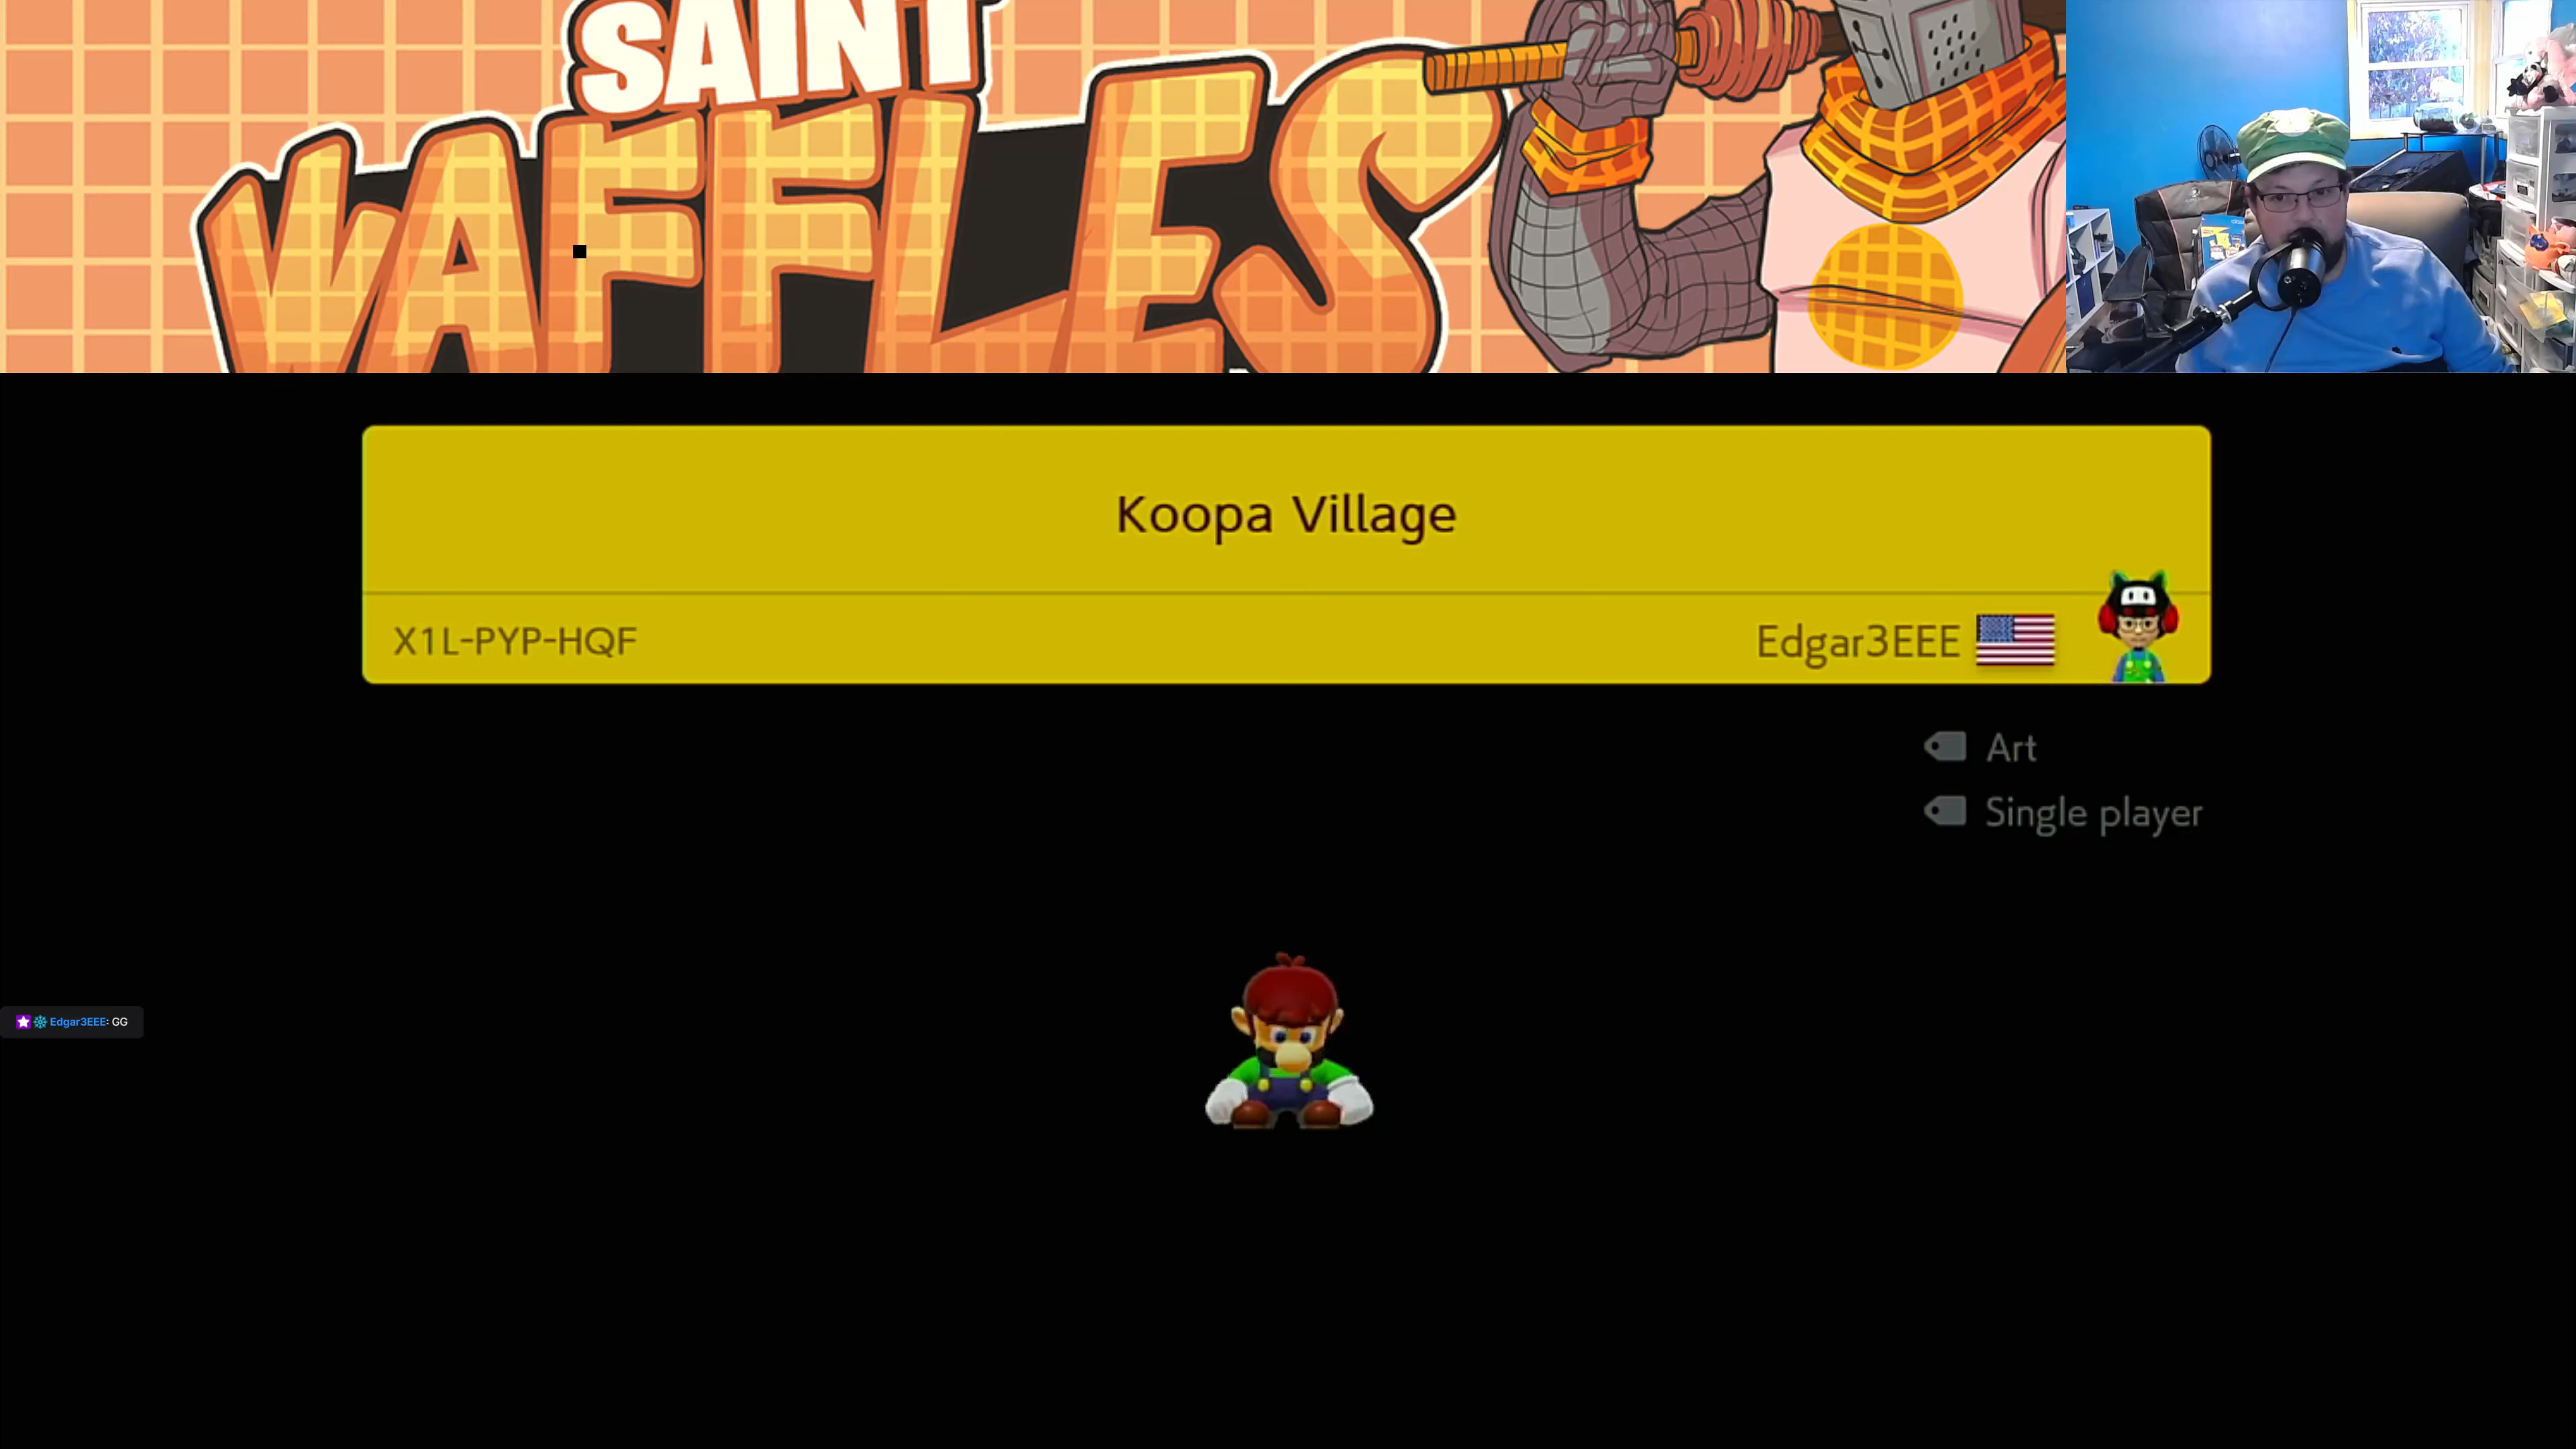 SAINT
WAFFLES
Koopa Village
X1L-PYP-HQF
Edgar3EEE
Art
Single player
Edgar3EEE: GG